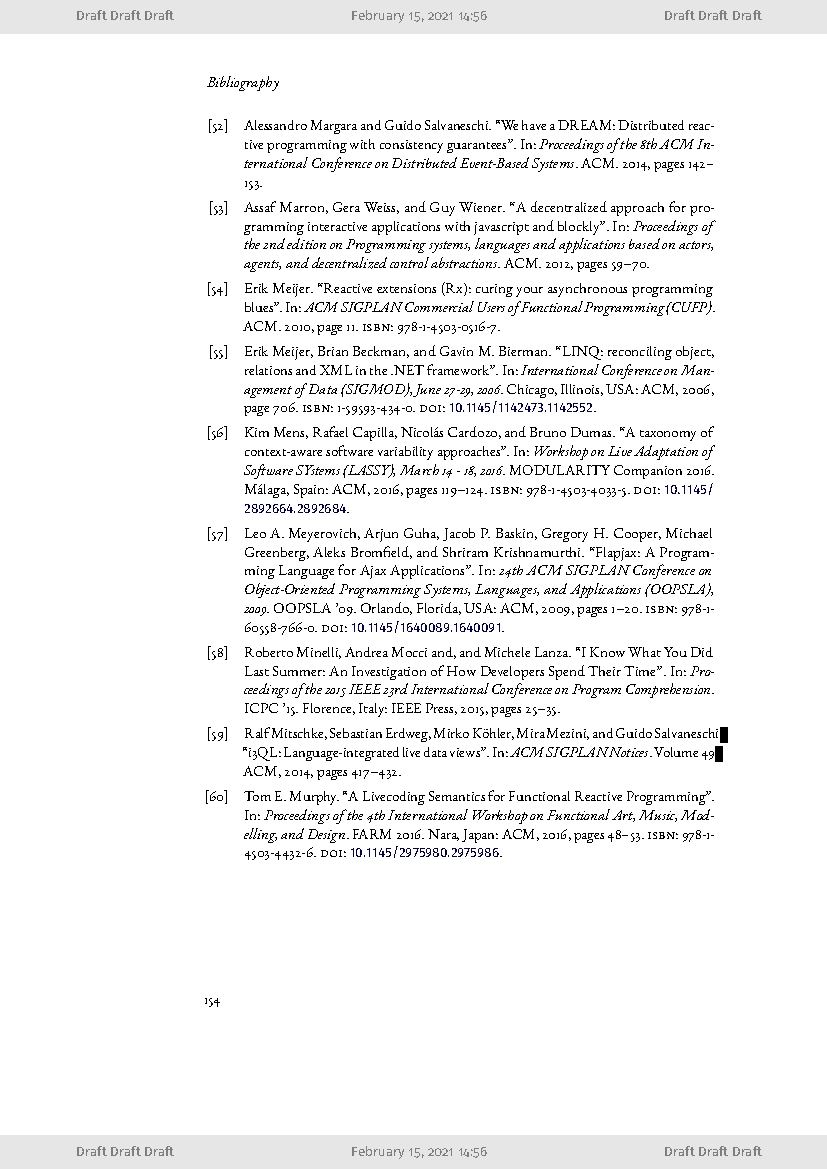 Draft Draft Draft February 15, 2021 14:56 Draft Draft Draft
Bibliography
[52] Alessandro Margara and Guido Salvaneschi. “We have a DREAM: Distributed reac-
tive programming with consistency guarantees”. In: Proceedings of the 8th ACM In-
ternational Conference on Distributed Event-Based Systems. ACM. 2014, pages 142–
153.
[53] Assaf Marron, Gera Weiss, and Guy Wiener. “A decentralized approach for pro-
gramming interactive applications with javascript and blockly”. In: Proceedings of
the 2nd edition on Programming systems, languages and applications based on actors,
agents, and decentralized control abstractions. ACM. 2012, pages 59–70.
[54] Erik Meijer. “Reactive extensions (Rx): curing your asynchronous programming
blues”. In: ACM SIGPLAN Commercial Users of Functional Programming (CUFP).
ACM. 2010, page 11. ISBN: 978-1-4503-0516-7.
[55] Erik Meijer, Brian Beckman, and Gavin M. Bierman. “LINQ: reconciling object,
relations and XML in the .NET framework”. In: International Conference on Man-
agement of Data (SIGMOD), June 27-29, 2006. Chicago, Illinois, USA: ACM, 2006,
page 706. ISBN: 1-59593-434-0. DOI: 10.1145/1142473.1142552.
[56] Kim Mens, Rafael Capilla, Nicolás Cardozo, and Bruno Dumas. “A taxonomy of
context-aware software variability approaches”. In: Workshop on Live Adaptation of
Software SYstems (LASSY), March 14 - 18, 2016. MODULARITY Companion 2016.
Málaga, Spain: ACM, 2016, pages 119–124. ISBN: 978-1-4503-4033-5. DOI: 10.1145/
2892664.2892684.
[57] Leo A. Meyerovich, Arjun Guha, Jacob P. Baskin, Gregory H. Cooper, Michael
Greenberg, Aleks Bromfield, and Shriram Krishnamurthi. “Flapjax: A Program-
ming Language for Ajax Applications”. In: 24th ACM SIGPLAN Conference on
Object-Oriented Programming Systems, Languages, and Applications (OOPSLA),
2009. OOPSLA ’09. Orlando, Florida, USA: ACM, 2009, pages 1–20. ISBN: 978-1-
60558-766-0. DOI: 10.1145/1640089.1640091.
[58] Roberto Minelli, Andrea Mocci and, and Michele Lanza. “I Know What You Did
Last Summer: An Investigation of How Developers Spend Their Time”. In: Pro-
ceedings of the 2015 IEEE 23rd International Conference on Program Comprehension.
ICPC ’15. Florence, Italy: IEEE Press, 2015, pages 25–35.
[59] Ralf Mitschke, Sebastian Erdweg, Mirko Köhler, Mira Mezini, and Guido Salvaneschi
“i3QL: Language-integrated live data views”. In: ACM SIGPLAN Notices. Volume 49
ACM, 2014, pages 417–432.
[60] Tom E. Murphy. “A Livecoding Semantics for Functional Reactive Programming”.
In: Proceedings of the 4th International Workshop on Functional Art, Music, Mod-
elling, and Design. FARM 2016. Nara, Japan: ACM, 2016, pages 48–53. ISBN: 978-1-
4503-4432-6. DOI: 10.1145/2975980.2975986.
154
Draft Draft Draft February 15, 2021 14:56 Draft Draft Draft